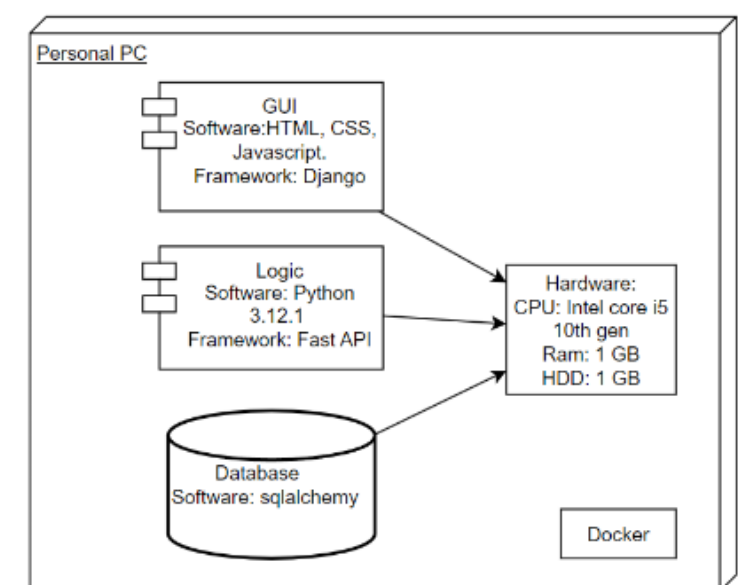 Personal PC
GUI
Software:HTML, CSS,
Javascript.
Framework: Django
Logic
Software: Python
3.12.1
Framework: Fast API
Hardware:
CPU: Intel core i5
10th gen
Ram: 1 GB
HDD: 1 GB
Database
Software: sqlalchemy
Docker